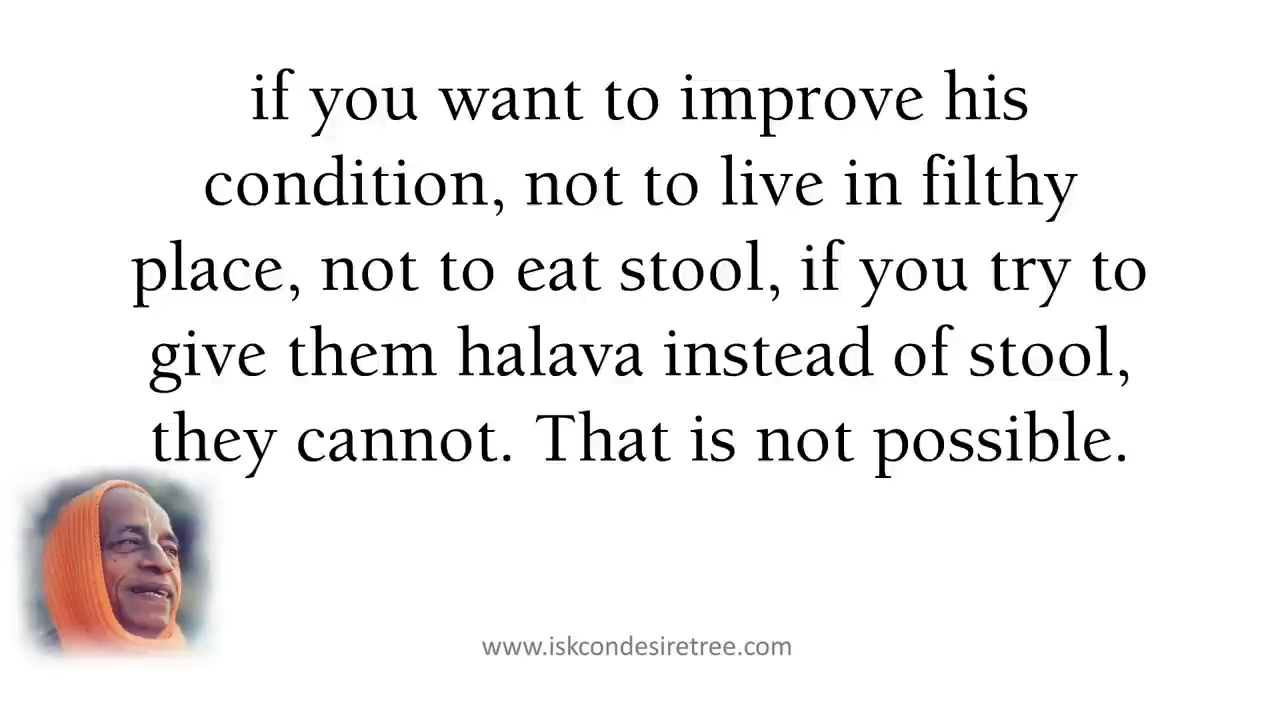 if you want to improve his
condition, not to live in filthy
place, not to eat stool, if you try to
give them halava instead of stool,
they cannot. That is not possible.
www.iskcondesiretree.com